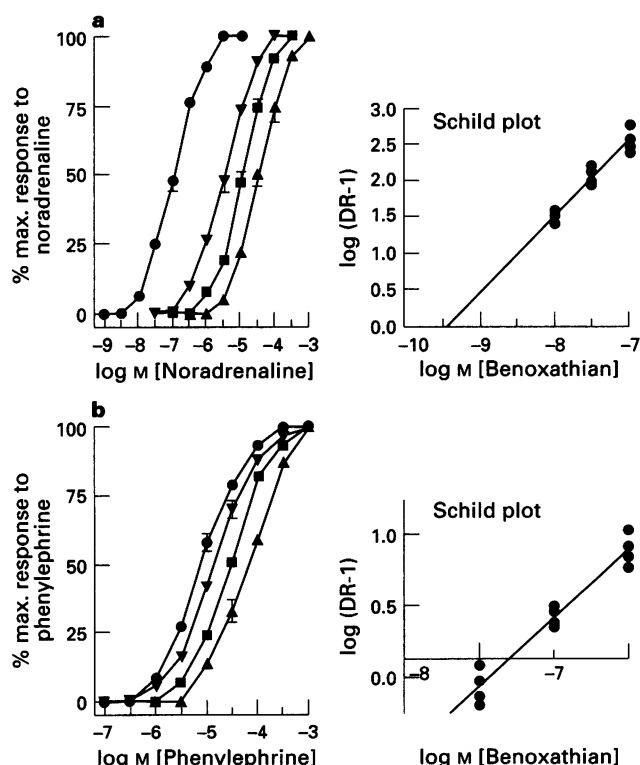 a
% max. response to
noradrenaline
100
75
50
25
0
–9 –8 –7 –6 –5 –4 –3
log M [Noradrenaline]
Schild plot
log (DR-1)
3.0
2.5
2.0
1.5
1.0
0.5
0.0
–10 –9 –8 –7
log M [Benoxathian]
b
% max. response to
phenylephrine
100
75
50
25
0
–7 –6 –5 –4 –3
log M [Phenylephrine]
Schild plot
log (DR-1)
1.0
0.5
0.0
–8 –7
log M [Benoxathian]